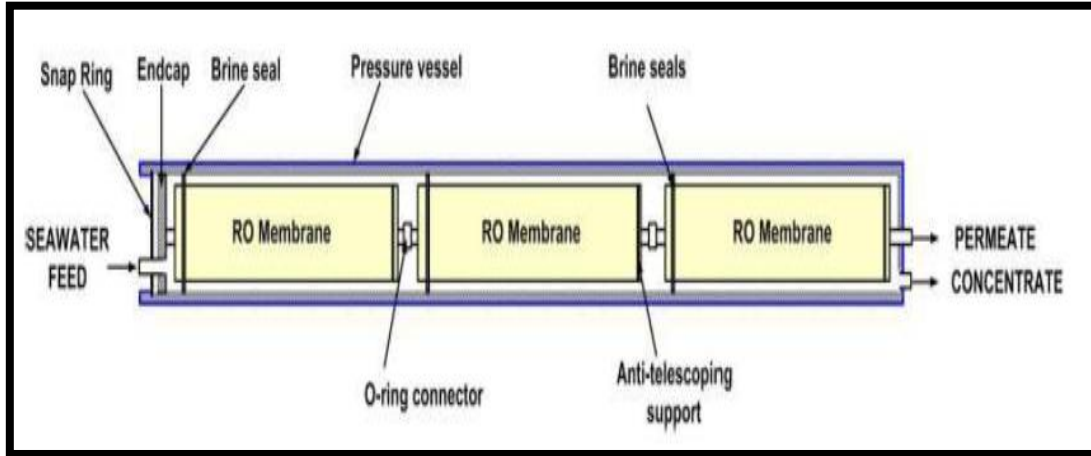 Snap Ring
Endcap
Brine seal
Pressure vessel
Brine seals
RO Membrane
RO Membrane
RO Membrane
SEAWATER
FEED
PERMEATE
CONCENTRATE
O-ring connector
Anti-telescoping
support